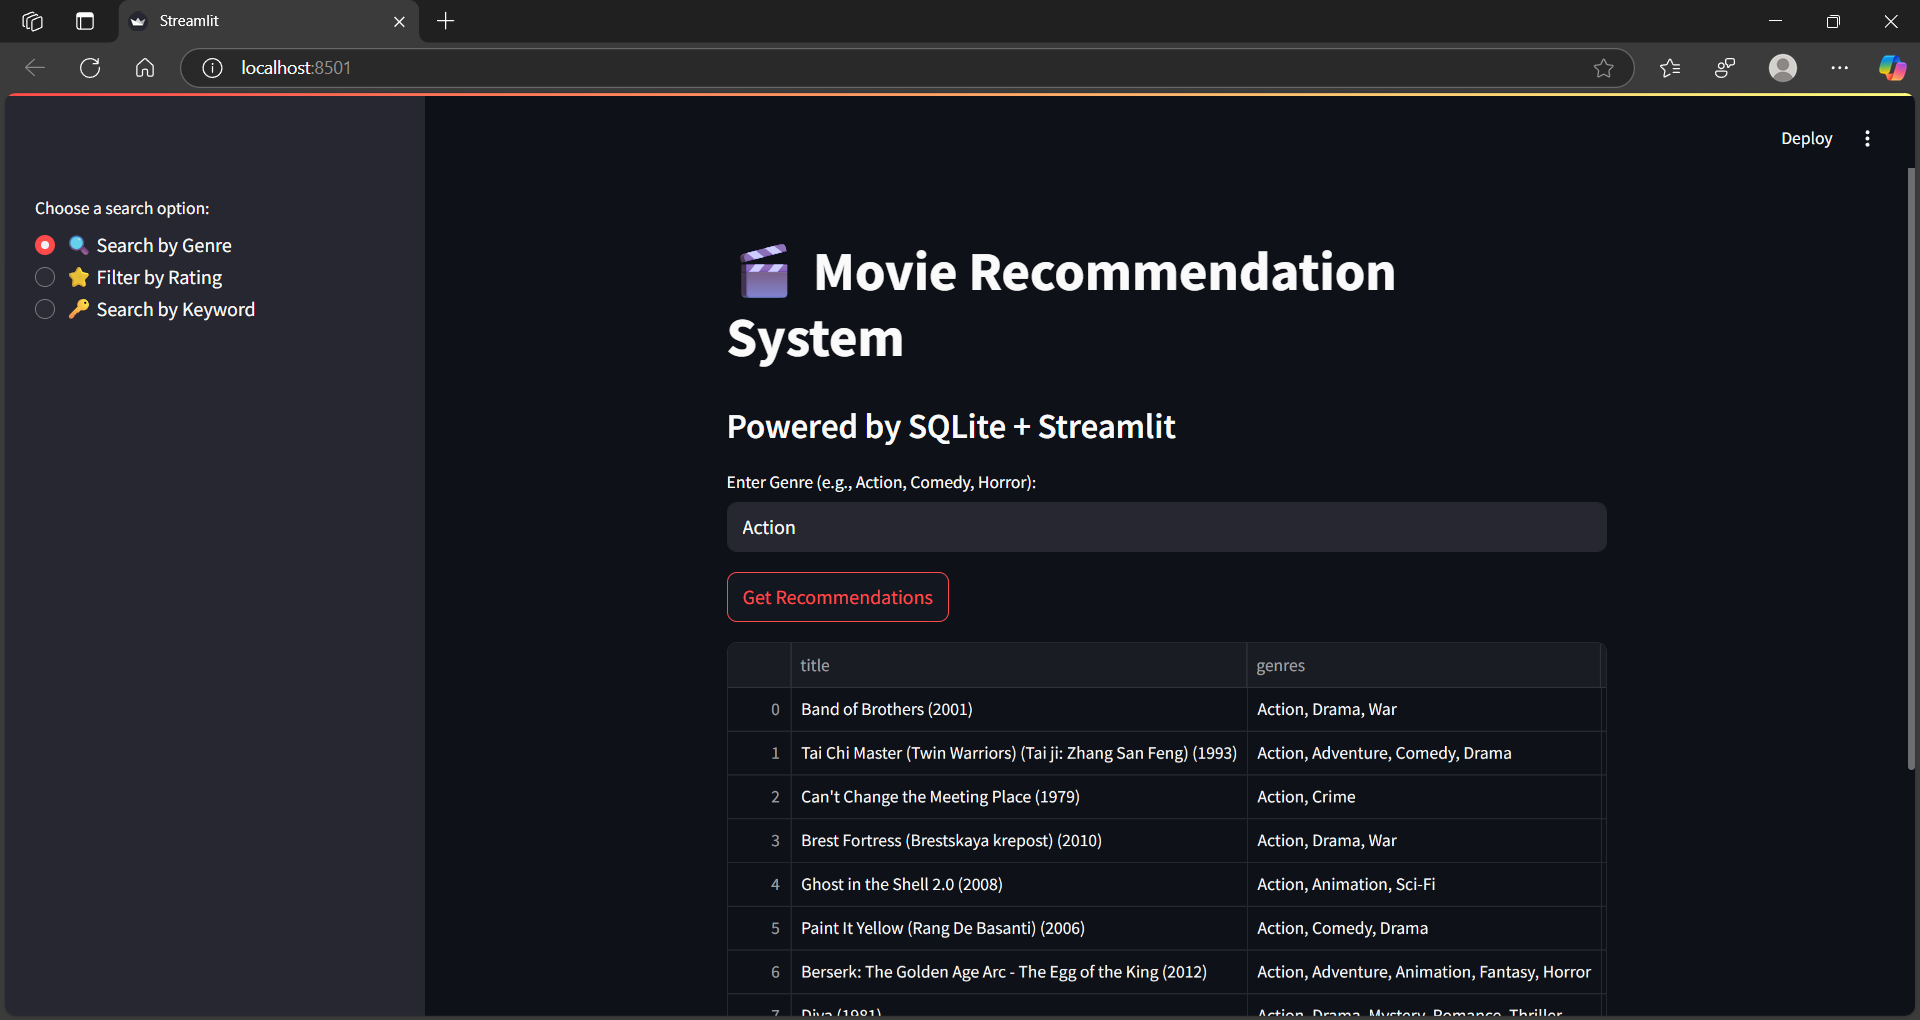 Streamlit
localhost:8501
Deploy
Choose a search option:
Search by Genre
Filter by Rating
Search by Keyword
Movie Recommendation
System
Powered by SQLite + Streamlit
Enter Genre (e.g., Action, Comedy, Horror):
Action
Get Recommendations
title genres
0 Band of Brothers (2001) Action, Drama, War
1 Tai Chi Master (Twin Warriors) (Tai ji: Zhang San Feng) (1993) Action, Adventure, Comedy, Drama
2 Can't Change the Meeting Place (1979) Action, Crime
3 Brest Fortress (Brestskaya krepost) (2010) Action, Drama, War
4 Ghost in the Shell 2.0 (2008) Action, Animation, Sci-Fi
5 Paint It Yellow (Rang De Basanti) (2006) Action, Comedy, Drama
6 Berserk: The Golden Age Arc - The Egg of the King (2012) Action, Adventure, Animation, Fantasy, Horror
7 Diva (1981) Action, Drama, Mystery, Romance, Thriller